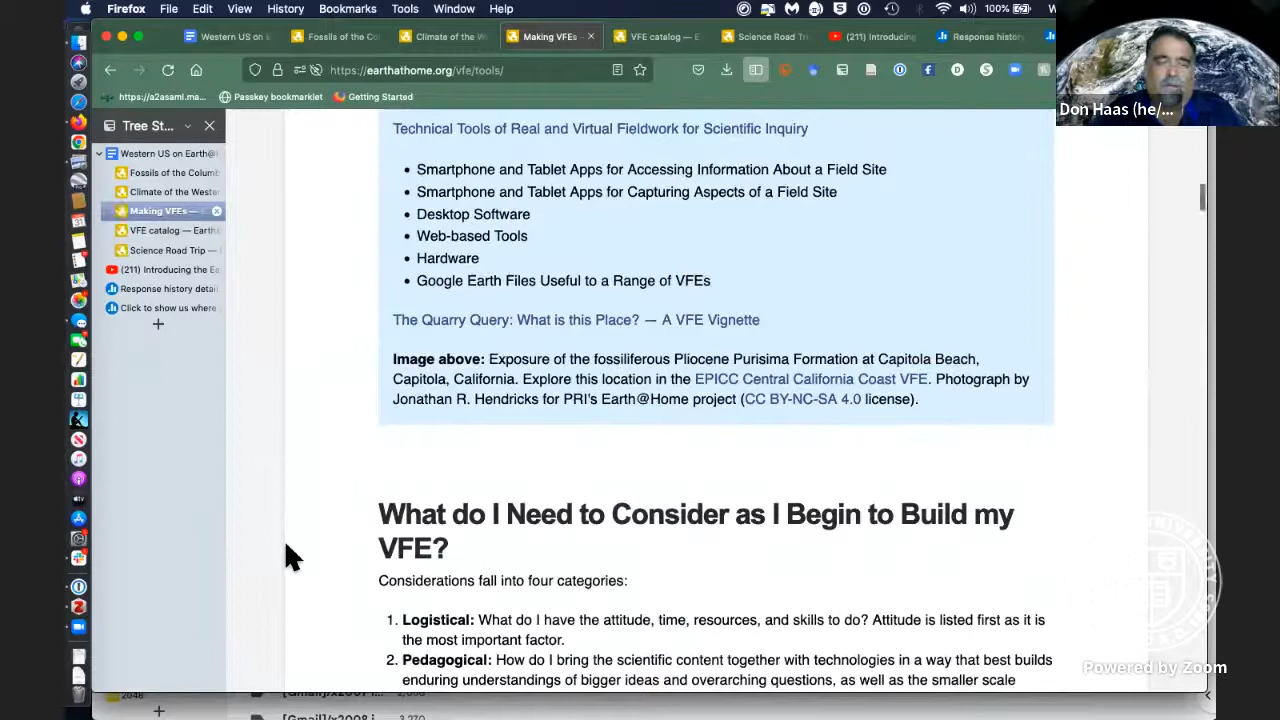 Firefox File Edit View History Bookmarks Tools Window Help 100%
Western US on E Fossils of the Co Climate of the W Making VFEs - VFE catalog — E Science Road Tri (211) Introducing Response history
https://earthathome.org/vfe/tools/
https://a2asaml.ma... Passkey bookmarklet Getting Started
Don Haas (he/...
Tree St...
Western US on Earth@
Fossils of the Columb
Climate of the Weste
Making VFEs —
VFE catalog — Earth
Science Road Trip —
(211) Introducing the Ea
Response history detai
Click to show us where
Technical Tools of Real and Virtual Fieldwork for Scientific Inquiry
• Smartphone and Tablet Apps for Accessing Information About a Field Site
• Smartphone and Tablet Apps for Capturing Aspects of a Field Site
• Desktop Software
• Web-based Tools
• Hardware
• Google Earth Files Useful to a Range of VFEs
The Quarry Query: What is this Place? — A VFE Vignette
Image above: Exposure of the fossiliferous Pliocene Purisima Formation at Capitola Beach,
Capitola, California. Explore this location in the EPICC Central California Coast VFE. Photograph by
Jonathan R. Hendricks for PRI's Earth@Home project (CC BY-NC-SA 4.0 license).
What do I Need to Consider as I Begin to Build my
VFE?
Considerations fall into four categories:
1. Logistical: What do I have the attitude, time, resources, and skills to do? Attitude is listed first as it is
the most important factor.
2. Pedagogical: How do I bring the scientific content together with technologies in a way that best builds
enduring understandings of bigger ideas and overarching questions, as well as the smaller scale
Powered by Zoom
2048